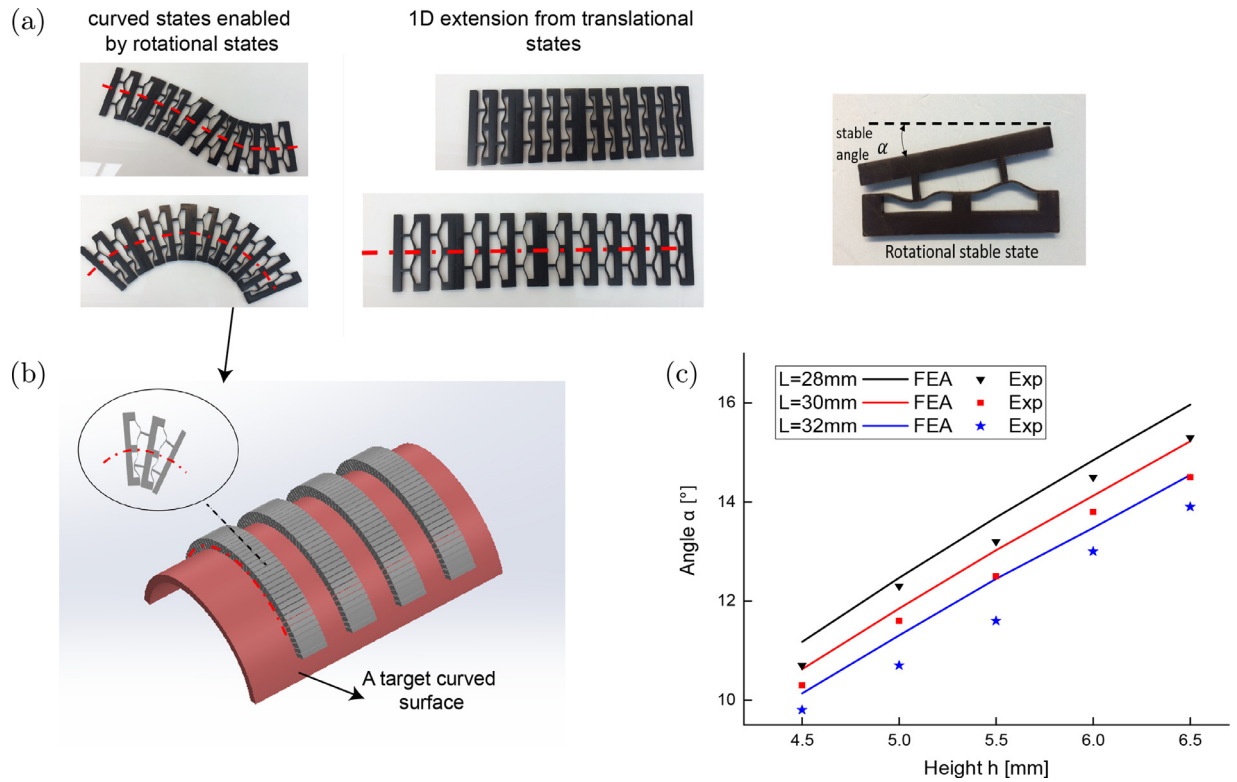 (a)
curved states enabled
by rotational states
1D extension from translational
states
stable
angle
α
Rotational stable state
(b)
A target curved
surface
(c)
L=28mm FEA Exp
L=30mm FEA Exp
L=32mm FEA Exp
Angle α [°]
16
14
12
10
4.5 5.0 5.5 6.0 6.5
Height h [mm]